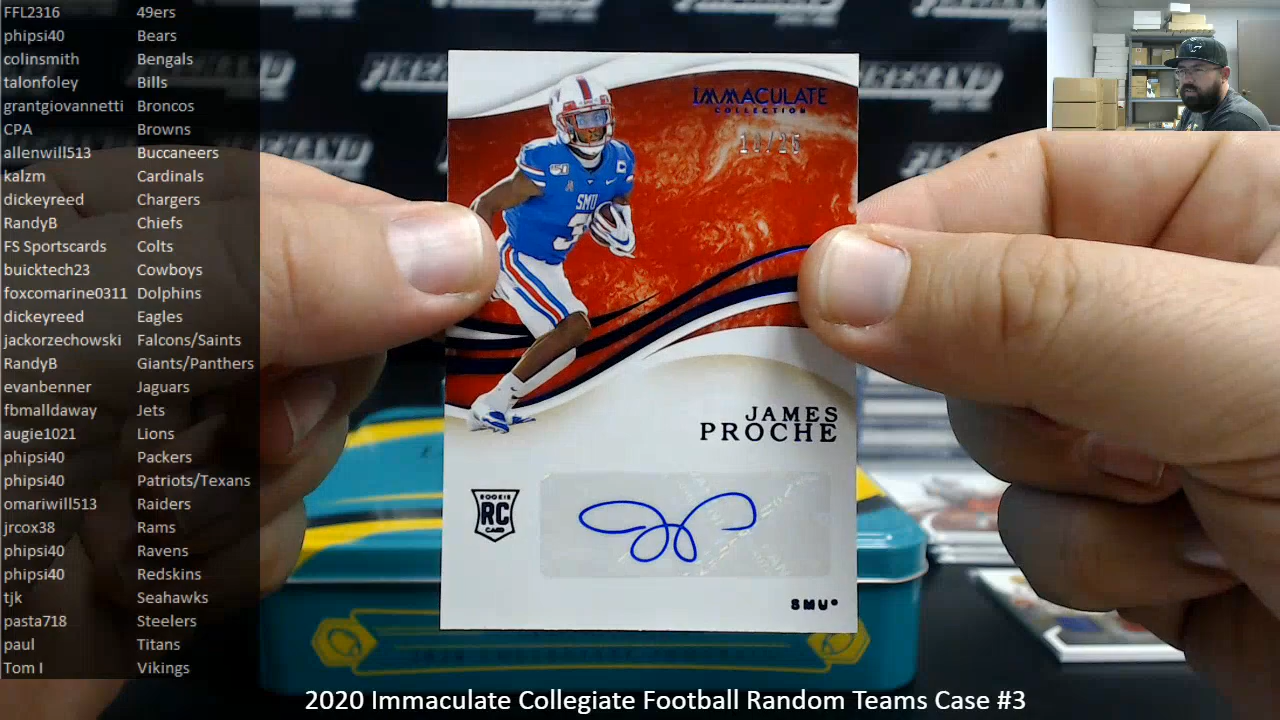 FFL2316 49ers
phipsi40 Bears
colinsmith Bengals
talonfoley Bills
grantgiovannetti Broncos
CPA Browns
allenwill513 Buccaneers
kalzm Cardinals
dickeyreed Chargers
RandyB Chiefs
FS Sportscards Colts
buicktech23 Cowboys
foxcomarine0311 Dolphins
dickeyreed Eagles
jackorzechowski Falcons/Saints
RandyB Giants/Panthers
evanbenner Jaguars
fbmalldaway Jets
augie1021 Lions
phipsi40 Packers
phipsi40 Patriots/Texans
omariwill513 Raiders
jrcox38 Rams
phipsi40 Ravens
phipsi40 Redskins
tjk Seahawks
pasta718 Steelers
paul Titans
Tom I Vikings
IMMACULATE
COLLECTION
150
SMU
3
JAMES
PROCHE
ROOKIE
RC
CARD
SMU
2020 Immaculate Collegiate Football Random Teams Case #3